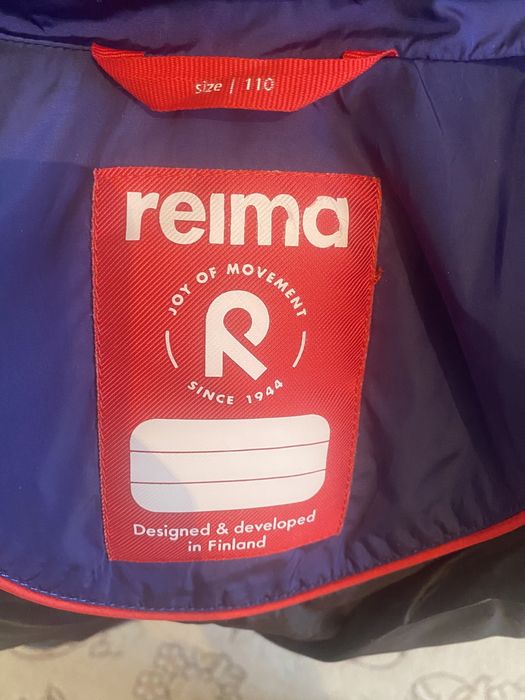 size / 110
reima
JOY OF MOVEMENT
R
SINCE 1944
Designed & developed
in Finland